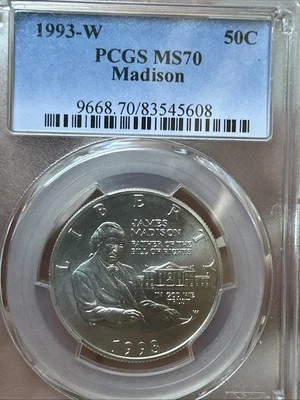 1993-W 50C
PCGS MS70
Madison
9668.70/83545608
LIBERTY
JAMES
MADISON
FATHER OF THE
BILL OF RIGHTS
IN GOD WE
W
1993